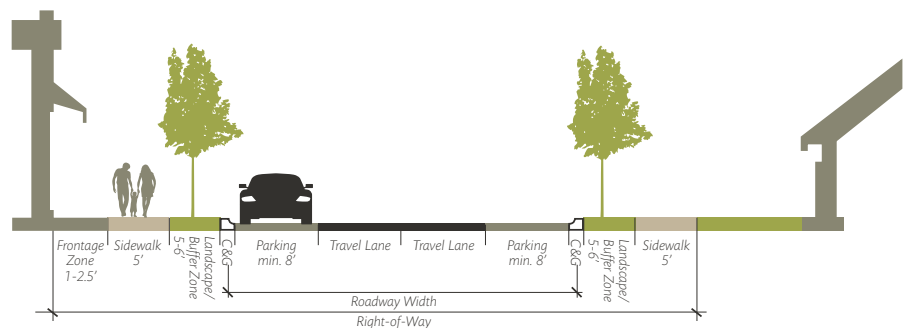 Frontage
Zone
1-2.5'
Sidewalk
5'
Landscape/
Buffer Zone
5-6'
C&G
Parking
min. 8'
Travel Lane
Travel Lane
Parking
min. 8'
C&G
Landscape/
Buffer Zone
5-6'
Sidewalk
5'
Roadway Width
Right-of-Way